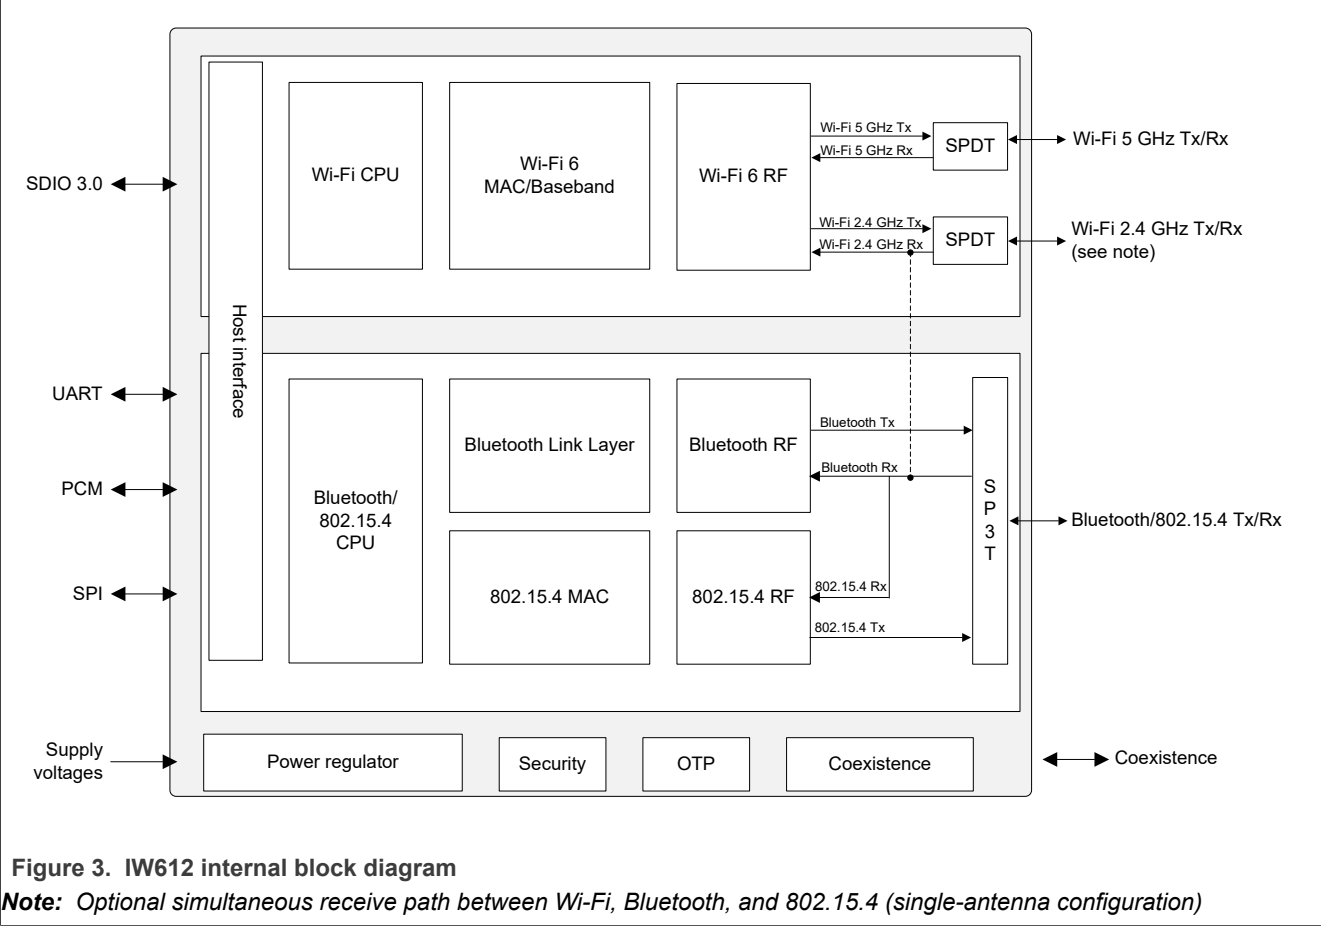 Wi-Fi 5 GHz Tx
Wi-Fi 5 GHz Rx
SPDT
Wi-Fi 5 GHz Tx/Rx
Wi-Fi CPU
Wi-Fi 6
MAC/Baseband
Wi-Fi 6 RF
SDIO 3.0
Wi-Fi 2.4 GHz Tx
Wi-Fi 2.4 GHz Rx
SPDT
Wi-Fi 2.4 GHz Tx/Rx
(see note)
Host interface
UART
PCM
SPI
Bluetooth/
802.15.4
CPU
Bluetooth Link Layer
Bluetooth RF
Bluetooth Tx
Bluetooth Rx
S
P
3
T
Bluetooth/802.15.4 Tx/Rx
802.15.4 MAC
802.15.4 RF
802.15.4 Rx
802.15.4 Tx
Supply
voltages
Power regulator
Security
OTP
Coexistence
Coexistence
Figure 3. IW612 internal block diagram
Note: Optional simultaneous receive path between Wi-Fi, Bluetooth, and 802.15.4 (single-antenna configuration)